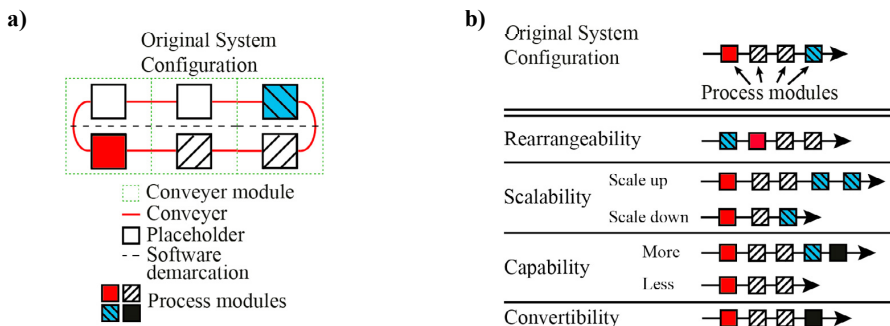 a)
Original System
Configuration
Conveyer module
Conveyer
Placeholder
Software
demarcation
Process modules
b)
Original System
Configuration
Process modules
Rearrangeability
Scalability
Scale up
Scale down
Capability
More
Less
Convertibility